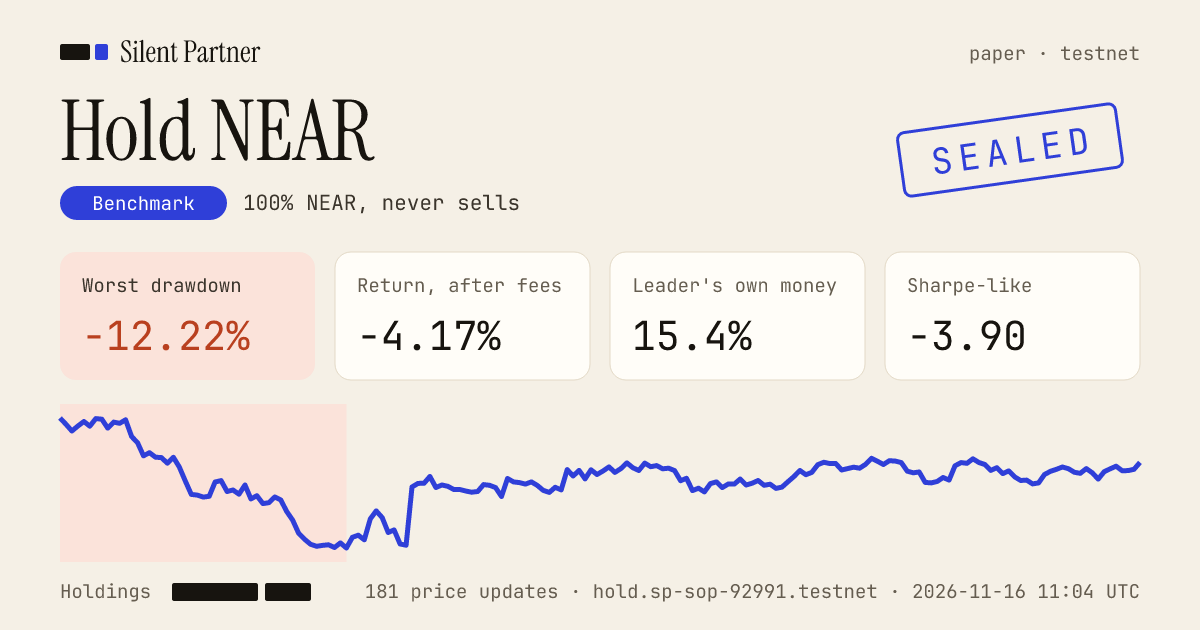 Silent Partner
paper · testnet
Hold NEAR
SEALED
Benchmark
100% NEAR, never sells
Worst drawdown
-12.22%
Return, after fees
-4.17%
Leader's own money
15.4%
Sharpe-like
-3.90
Holdings
181 price updates · hold.sp-sop-92991.testnet · 2026-11-16 11:04 UTC